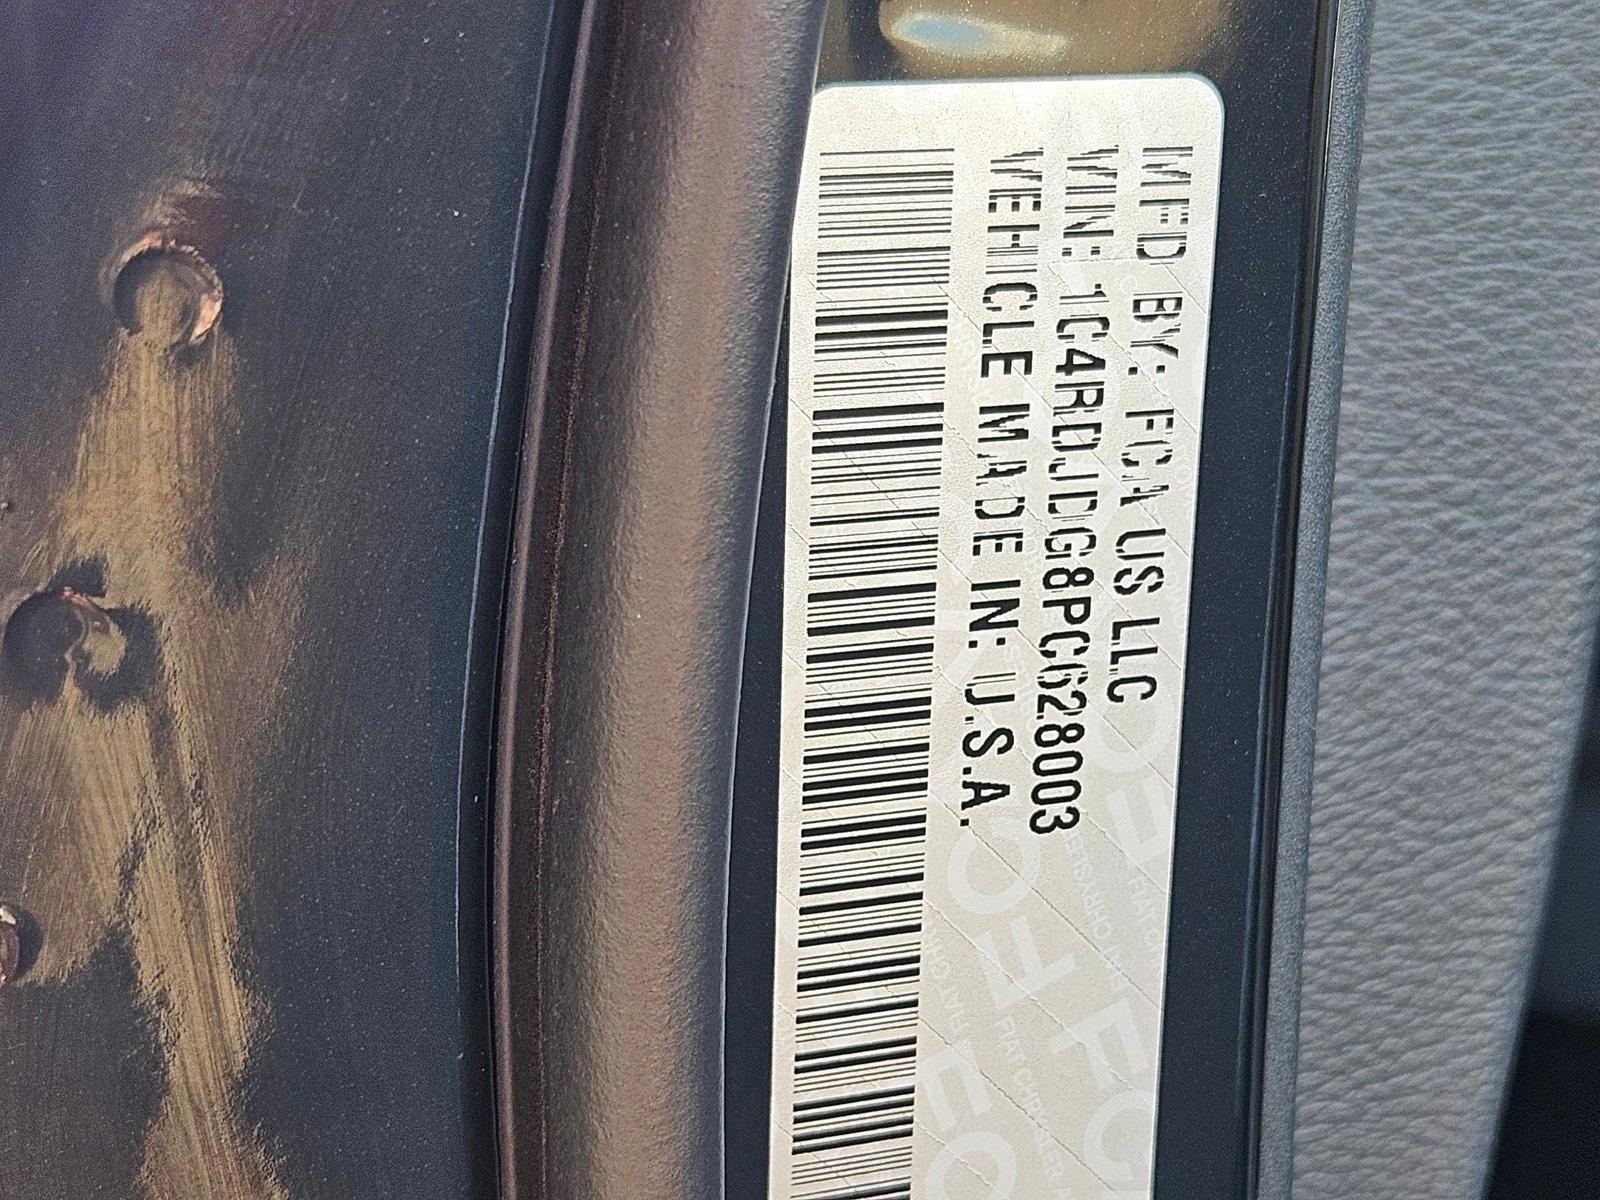 MFD BY: FCA US LLC
VIN: 1C4RDJDG8PC628003
VEHICLE MADE IN: U.S.A.